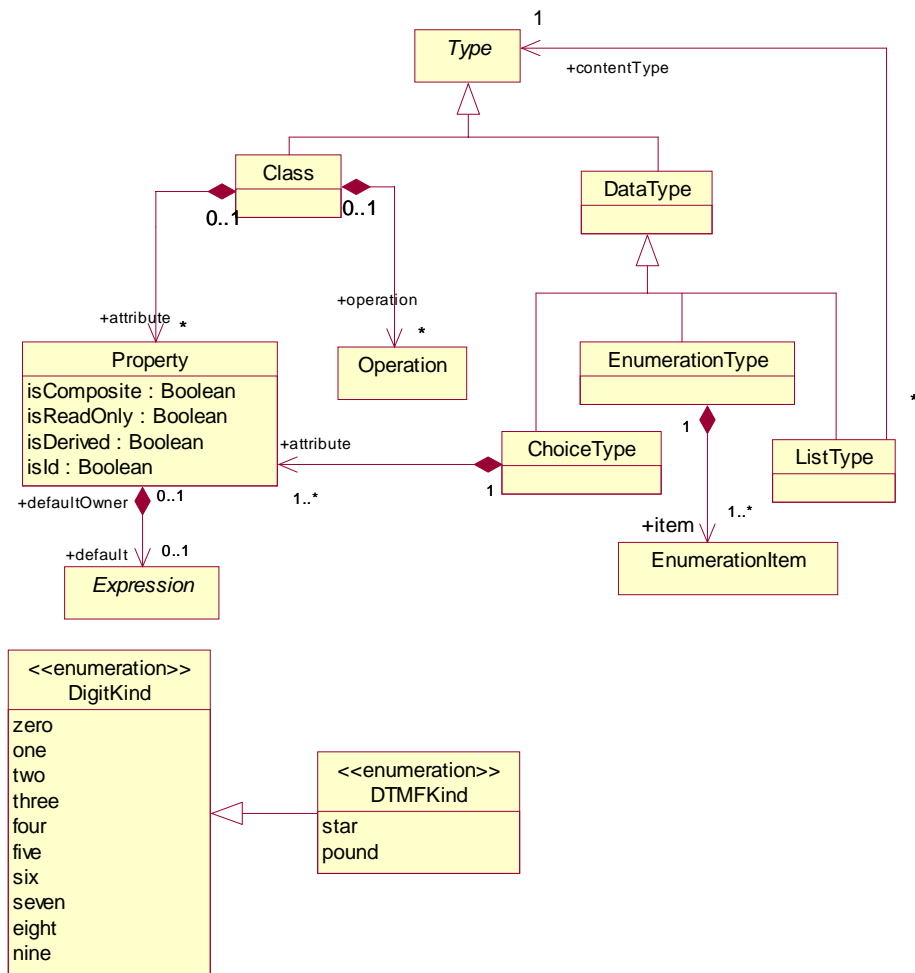 1
Type
+contentType
Class
DataType
0..1
0..1
+operation
+attribute
*
*
Property
isComposite : Boolean
isReadOnly : Boolean
isDerived : Boolean
isId : Boolean
Operation
EnumerationType
*
1
+attribute
ChoiceType
ListType
1..*
1
+defaultOwner
0..1
1..*
+item
+default
0..1
Expression
EnumerationItem
<<enumeration>>
DigitKind
zero
one
two
three
four
five
six
seven
eight
nine
<<enumeration>>
DTMFKind
star
pound